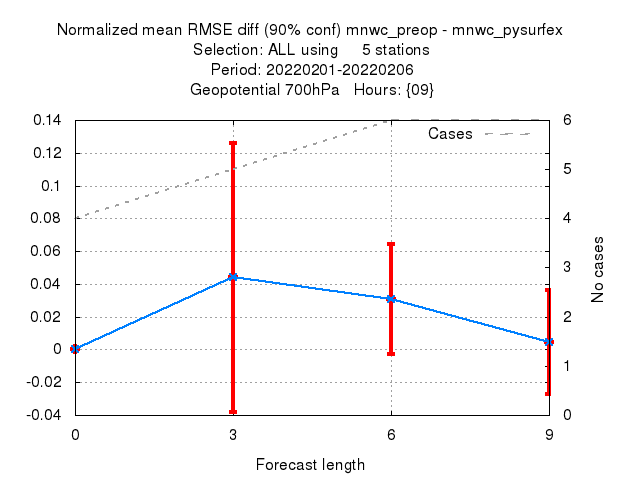 Normalized mean RMSE diff (90% conf) mnwc_preop - mnwc_pysurfex
Selection: ALL using     5 stations
Period: 20220201-20220206
Geopotential 700hPa   Hours: {09}
Cases
0.14
0.12
0.1
0.08
0.06
0.04
0.02
0
-0.02
-0.04
6
5
4
3
2
1
0
No cases
0 3 6 9
Forecast length